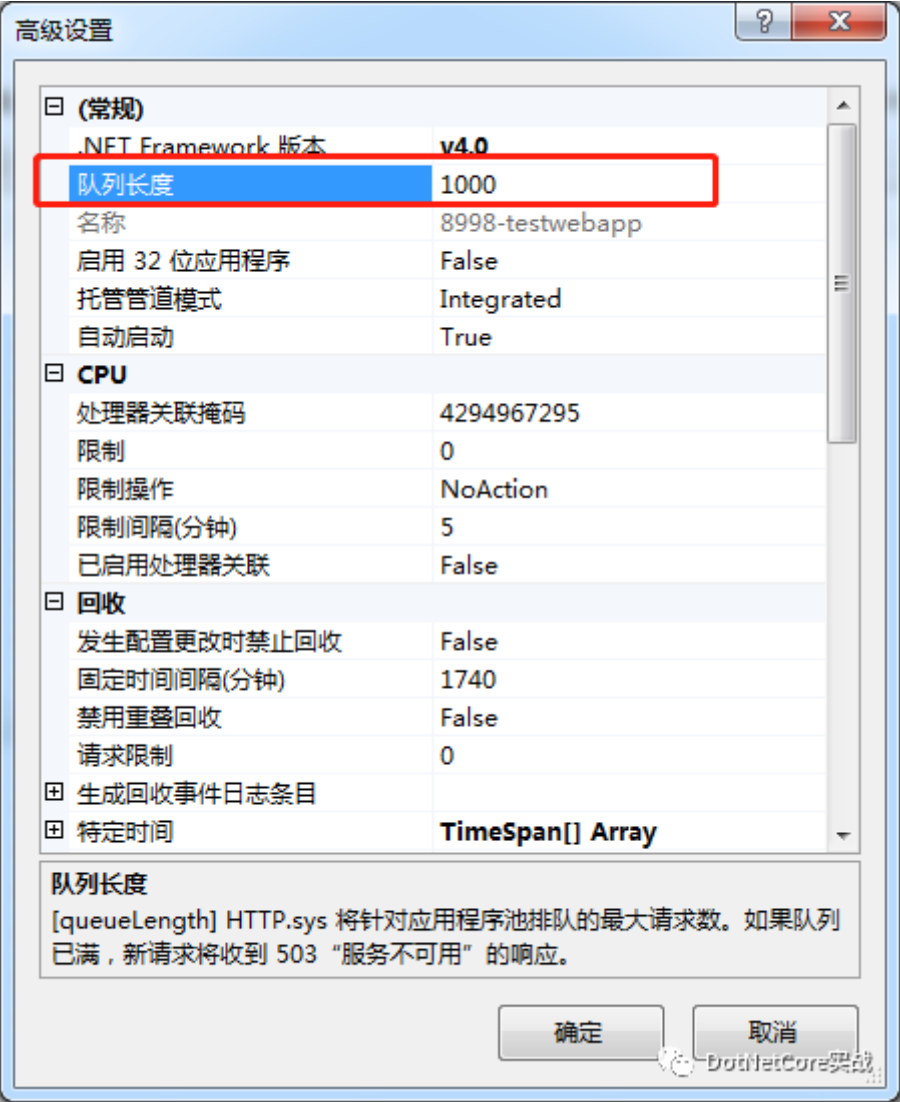 高级设置
(常规)
.NET Framework 版本 v4.0
队列长度 1000
名称 8998-testwebapp
启用 32 位应用程序 False
托管管道模式 Integrated
自动启动 True
CPU
处理器关联掩码 4294967295
限制 0
限制操作 NoAction
限制间隔(分钟) 5
已启用处理器关联 False
回收
发生配置更改时禁止回收 False
固定时间间隔(分钟) 1740
禁用重叠回收 False
请求限制 0
生成回收事件日志条目
特定时间 TimeSpan[] Array
队列长度
[queueLength] HTTP.sys 将针对应用程序池排队的最大请求数。如果队列
已满，新请求将收到 503“服务不可用”的响应。
确定 取消
DotNetCore实战